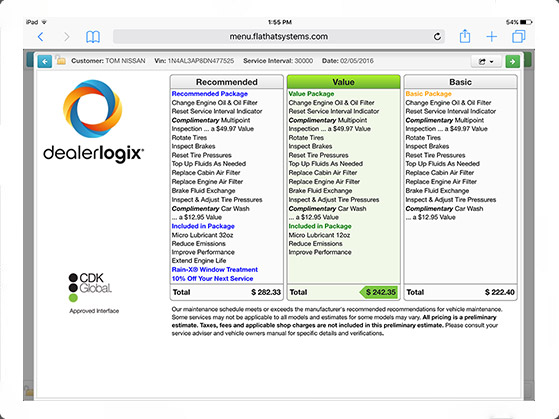 iPad
1:55 PM
54%
menu.flathatsystems.com
Customer: TOM NISSAN Vin: 1N4AL3AP8DN477525 Service Interval: 30000 Date: 02/05/2016
dealerlogix
CDK
Global.
Approved Interface
Recommended
Recommended Package
Change Engine Oil & Oil Filter
Reset Service Interval Indicator
Complimentary Multipoint
Inspection ... a $49.97 Value
Rotate Tires
Inspect Brakes
Reset Tire Pressures
Top Up Fluids As Needed
Replace Cabin Air Filter
Replace Engine Air Filter
Brake Fluid Exchange
Inspect & Adjust Tire Pressures
Complimentary Car Wash
... a $12.95 Value
Included in Package
Micro Lubricant 32oz
Reduce Emissions
Improve Performance
Extend Engine Life
Rain-X® Window Treatment
10% Off Your Next Service
Total $ 282.33
Value
Value Package
Change Engine Oil & Oil Filter
Reset Service Interval Indicator
Complimentary Multipoint
Inspection ... a $49.97 Value
Rotate Tires
Inspect Brakes
Reset Tire Pressures
Top Up Fluids As Needed
Replace Cabin Air Filter
Replace Engine Air Filter
Brake Fluid Exchange
Inspect & Adjust Tire Pressures
Complimentary Car Wash
... a $12.95 Value
Included in Package
Micro Lubricant 12oz
Reduce Emissions
Improve Performance
Total $ 242.35
Basic
Basic Package
Change Engine Oil & Oil Filter
Reset Service Interval Indicator
Complimentary Multipoint
Inspection ... a $49.97 Value
Rotate Tires
Inspect Brakes
Reset Tire Pressures
Top Up Fluids As Needed
Replace Cabin Air Filter
Replace Engine Air Filter
Brake Fluid Exchange
Inspect & Adjust Tire Pressures
Complimentary Car Wash
... a $12.95 Value
Total $ 222.40
Our maintenance schedule meets or exceeds the manufacturer's recommended recommendations for vehicle maintenance.
Some services may not be applicable to all models and estimates for some models may vary. All pricing is a preliminary
estimate. Taxes, fees and applicable shop charges are not included in this preliminary estimate. Please consult your
service adviser and vehicle owners manual for specific details and verifications.